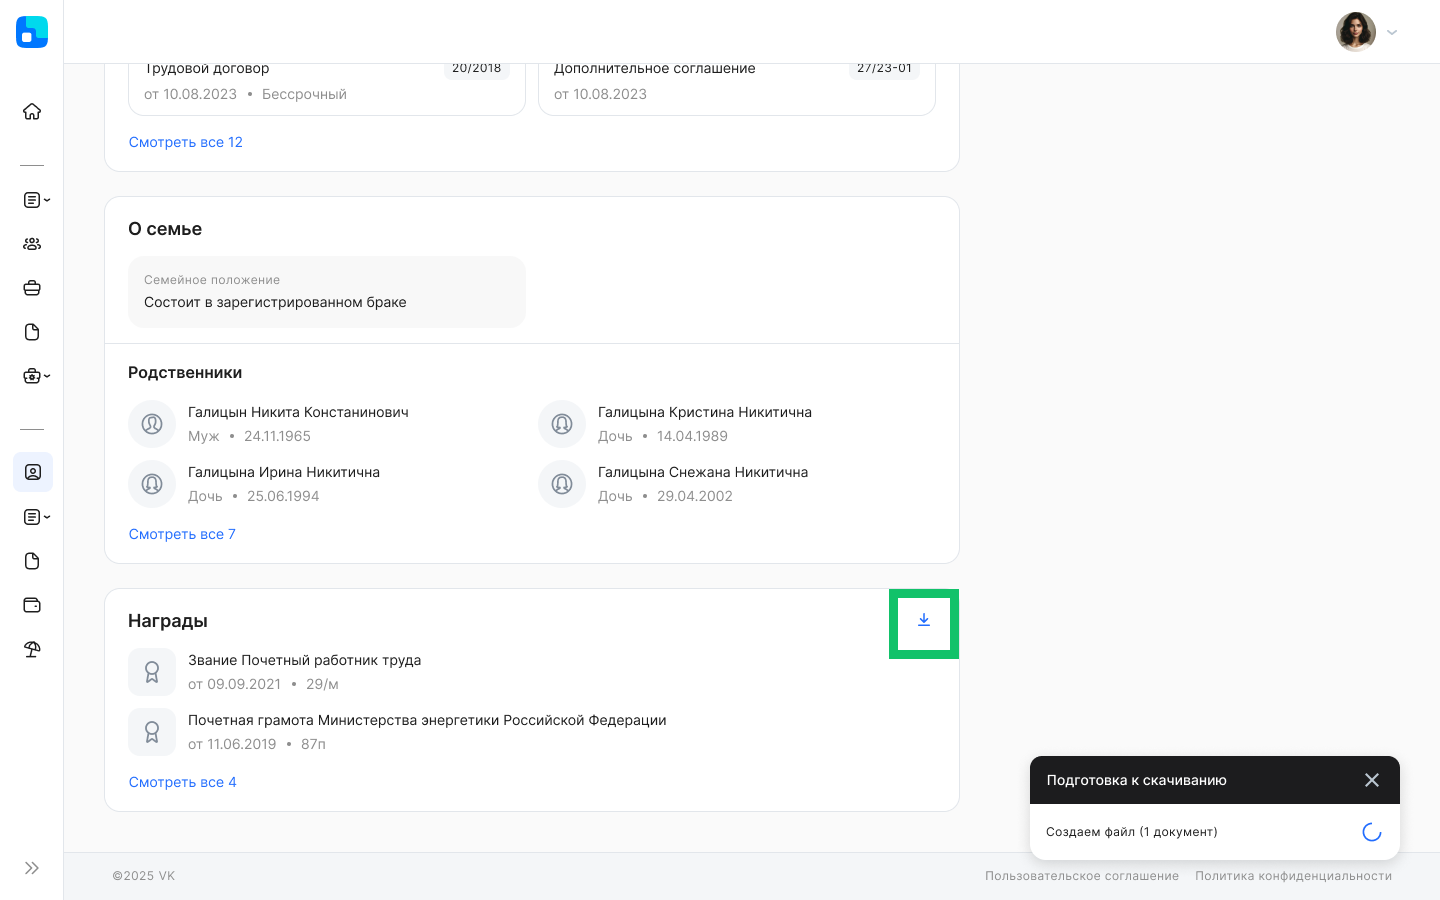 Трудовой договор
20/2018
от 10.08.2023 • Бессрочный
Дополнительное соглашение
27/23-01
от 10.08.2023
Смотреть все 12
О семье
Семейное положение
Состоит в зарегистрированном браке
Родственники
Галицын Никита Констанинович
Муж • 24.11.1965
Галицына Кристина Никитична
Дочь • 14.04.1989
Галицына Ирина Никитична
Дочь • 25.06.1994
Галицына Снежана Никитична
Дочь • 29.04.2002
Смотреть все 7
Награды
Звание Почетный работник труда
от 09.09.2021 • 29/м
Почетная грамота Министерства энергетики Российской Федерации
от 11.06.2019 • 87п
Смотреть все 4
Подготовка к скачиванию
Создаем файл (1 документ)
©2025 VK
Пользовательское соглашение
Политика конфиденциальности